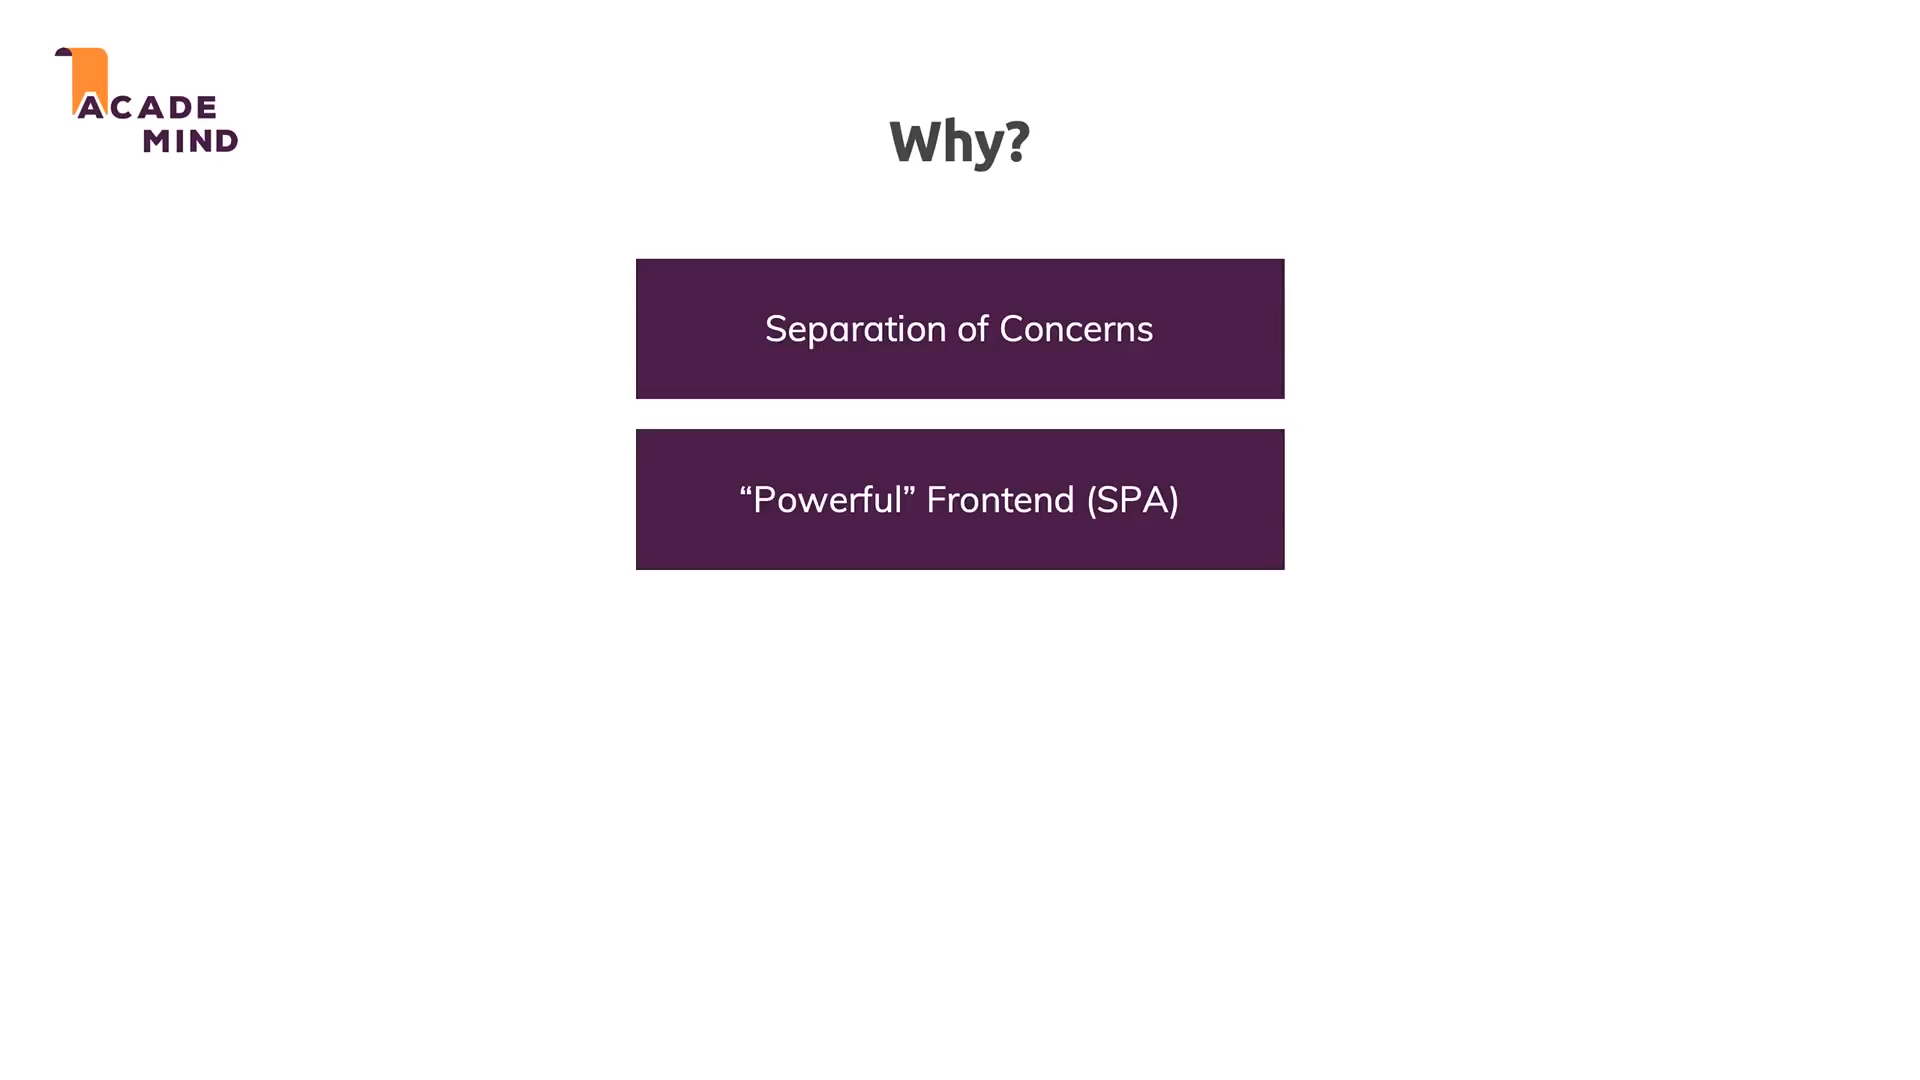 ACADE
MIND
Why?
Separation of Concerns
“Powerful” Frontend (SPA)